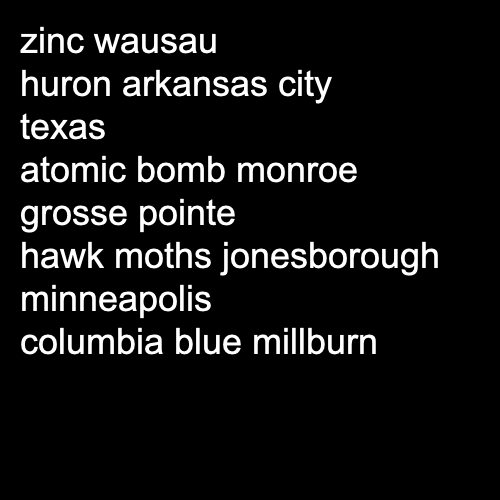 zinc wausau
huron arkansas city
texas
atomic bomb monroe
grosse pointe
hawk moths jonesborough
minneapolis
columbia blue millburn